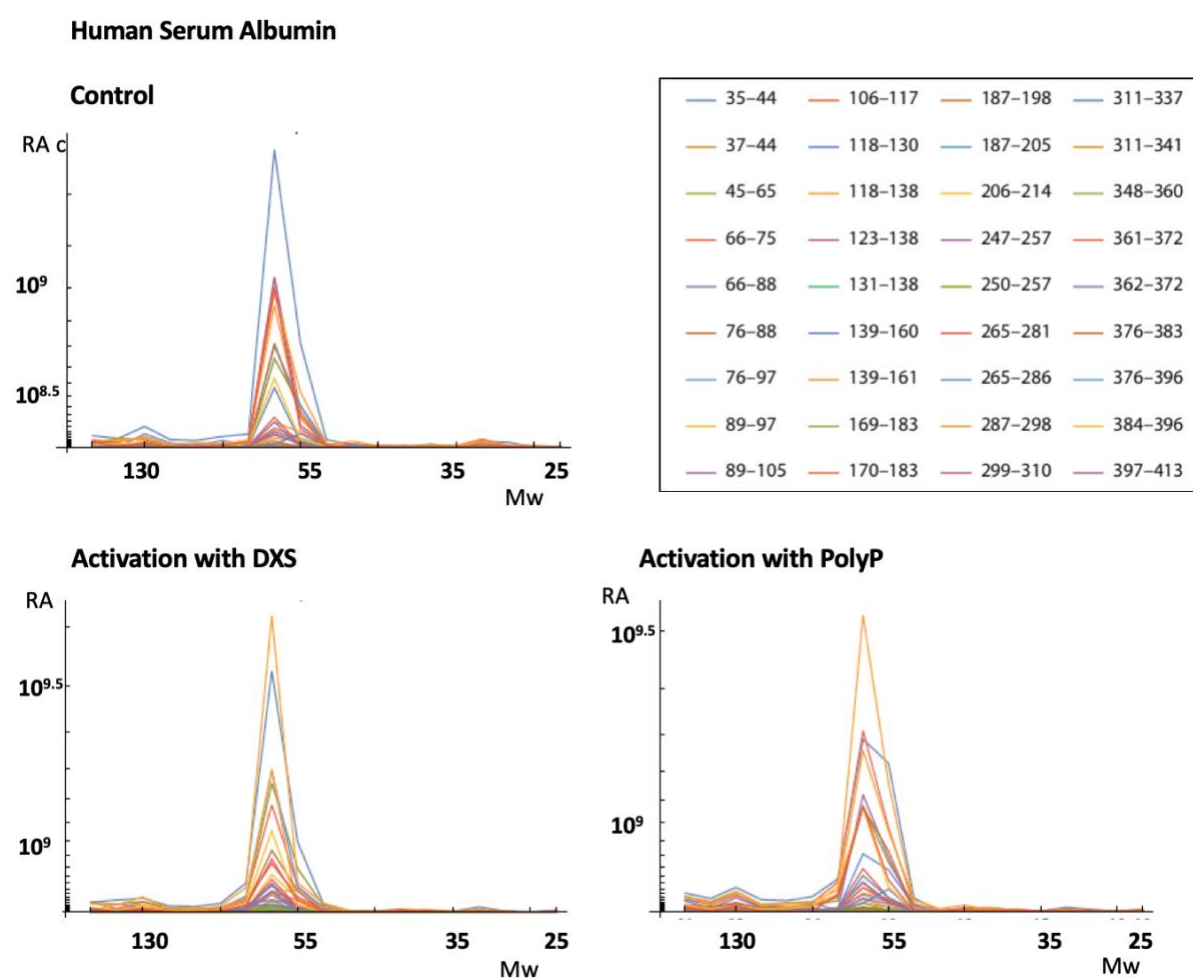 Human Serum Albumin
Control
RA c
10⁹
10⁸·⁵
130 55 35 25
Mw
35–44 106–117 187–198 311–337
37–44 118–130 187–205 311–341
45–65 118–138 206–214 348–360
66–75 123–138 247–257 361–372
66–88 131–138 250–257 362–372
76–88 139–160 265–281 376–383
76–97 139–161 265–286 376–396
89–97 169–183 287–298 384–396
89–105 170–183 299–310 397–413
Activation with DXS
RA
10⁹·⁵
10⁹
130 55 35 25
Mw
Activation with PolyP
RA
10⁹·⁵
10⁹
130 55 35 25
Mw